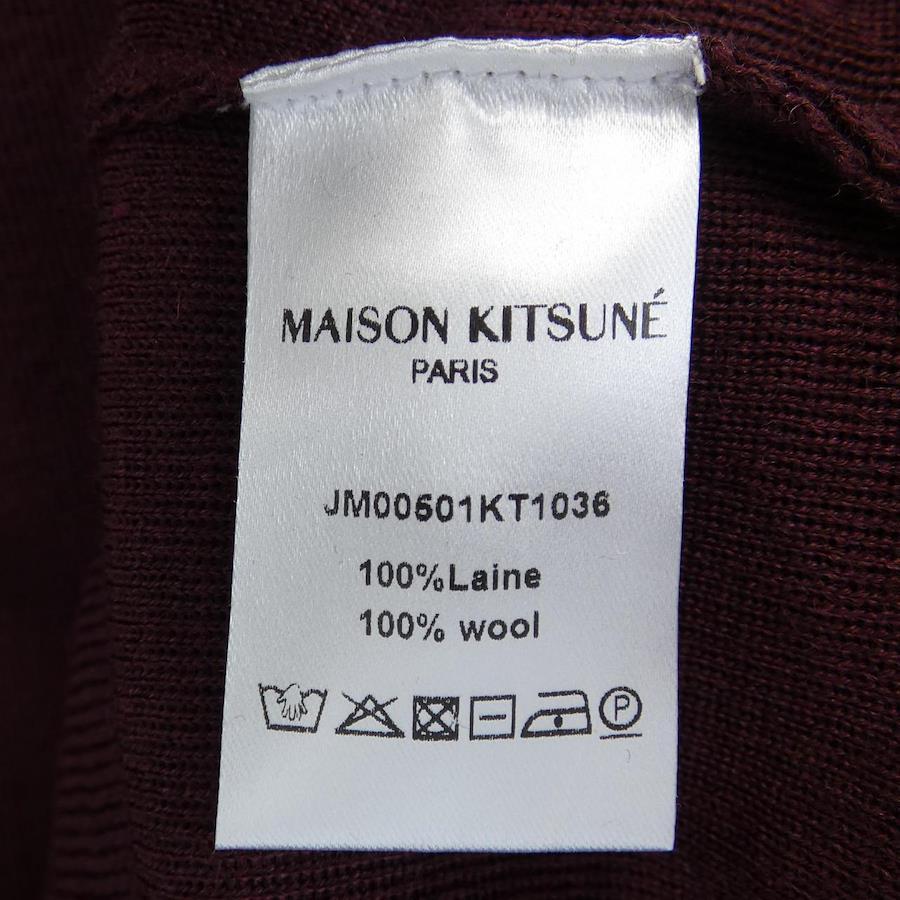 MAISON KITSUNÉ
PARIS
JM00501KT1036
100%Laine
100% wool
P